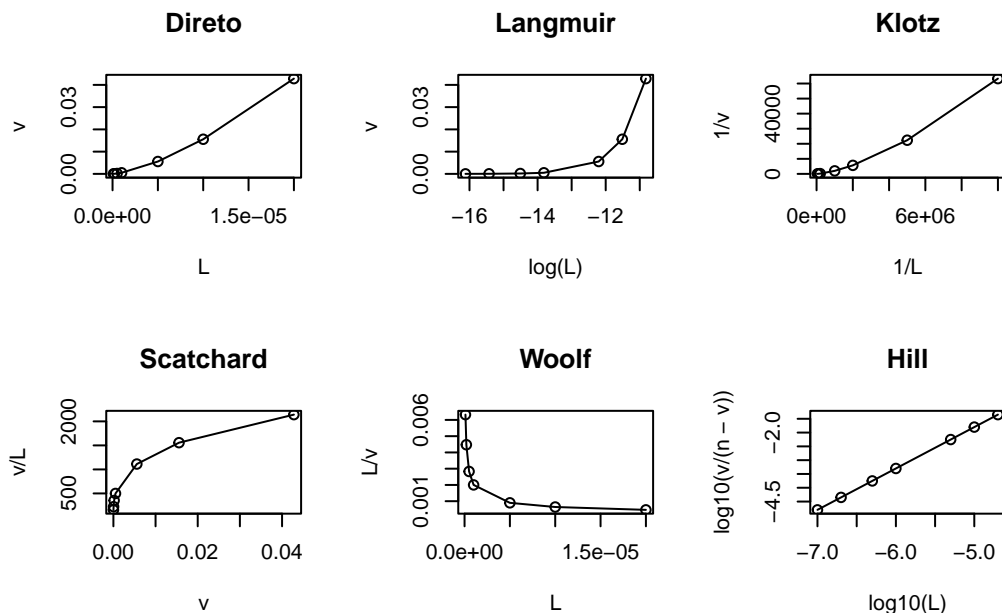 Direto
v
0.00 0.03
0.0e+00 1.5e-05
L
Langmuir
v
0.00 0.03
−16 −14 −12
log(L)
Klotz
1/v
0 40000
0e+00 6e+06
1/L
Scatchard
v/L
500 2000
0.00 0.02 0.04
v
Woolf
L/v
0.001 0.006
0.0e+00 1.5e-05
L
Hill
log10(v/(n − v))
−4.5 −2.0
−7.0 −6.0 −5.0
log10(L)